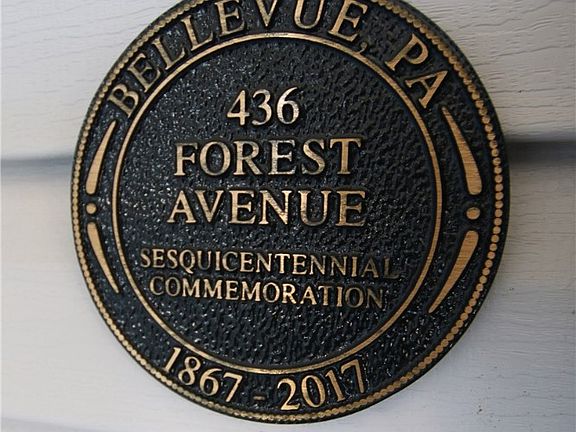 BELLEVUE, PA
436
FOREST
AVENUE
SESQUICENTENNIAL
COMMEMORATION
1867 - 2017